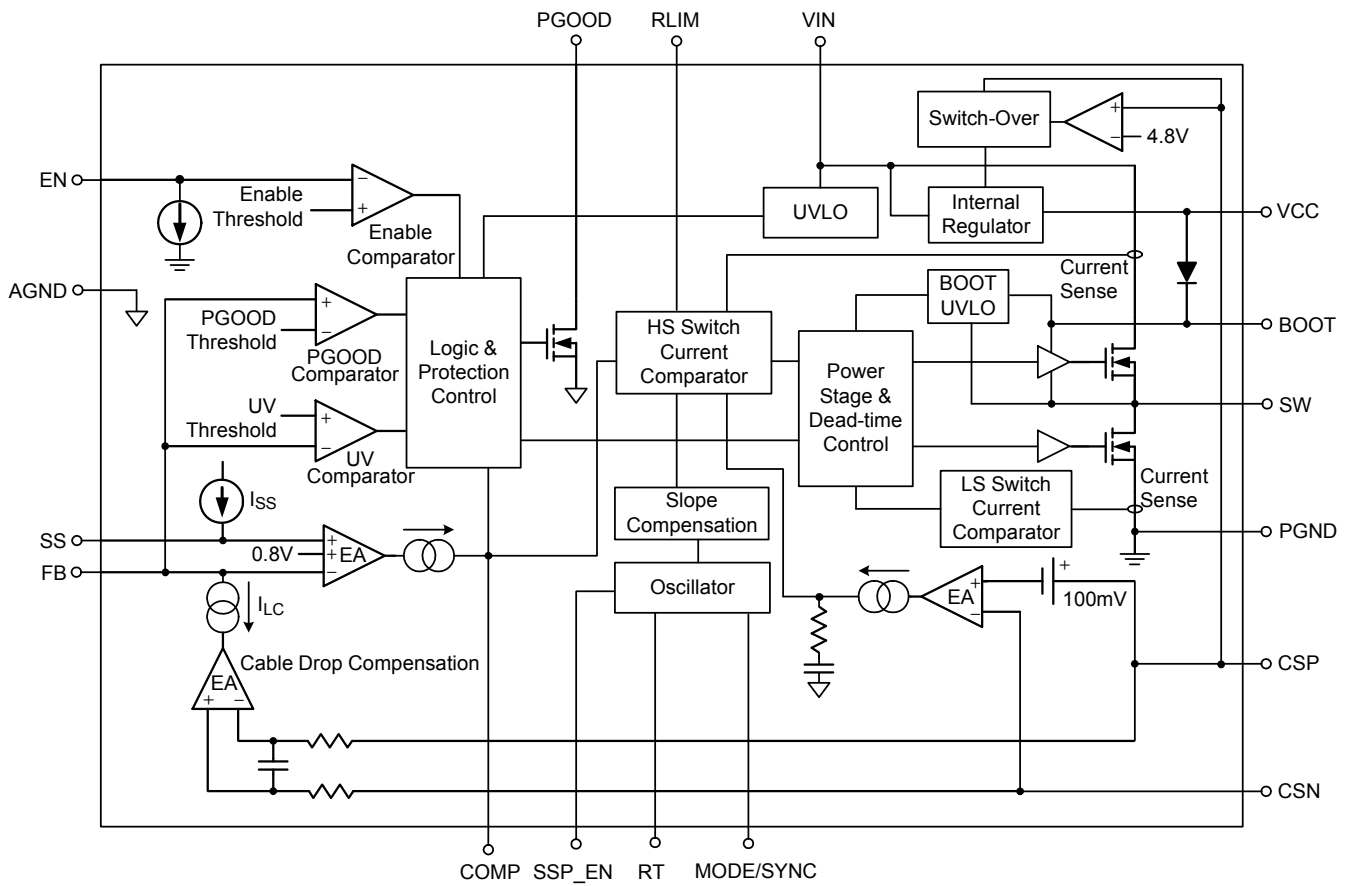 PGOOD
RLIM
VIN
Switch-Over
+
−
4.8V
EN
Enable
Threshold
−
+
Enable
Comparator
UVLO
Internal
Regulator
VCC
Current
Sense
AGND
PGOOD
Threshold
+
−
PGOOD
Comparator
Logic &
Protection
Control
HS Switch
Current
Comparator
BOOT
UVLO
BOOT
Power
Stage &
Dead-time
Control
SW
UV
Threshold
+
−
UV
Comparator
ISS
Slope
Compensation
LS Switch
Current
Comparator
Current
Sense
PGND
SS
0.8V
FB
+
+
−
EA
Oscillator
ILC
EA
+
−
+
100mV
Cable Drop Compensation
EA
+
−
CSP
CSN
COMP
SSP_EN
RT
MODE/SYNC